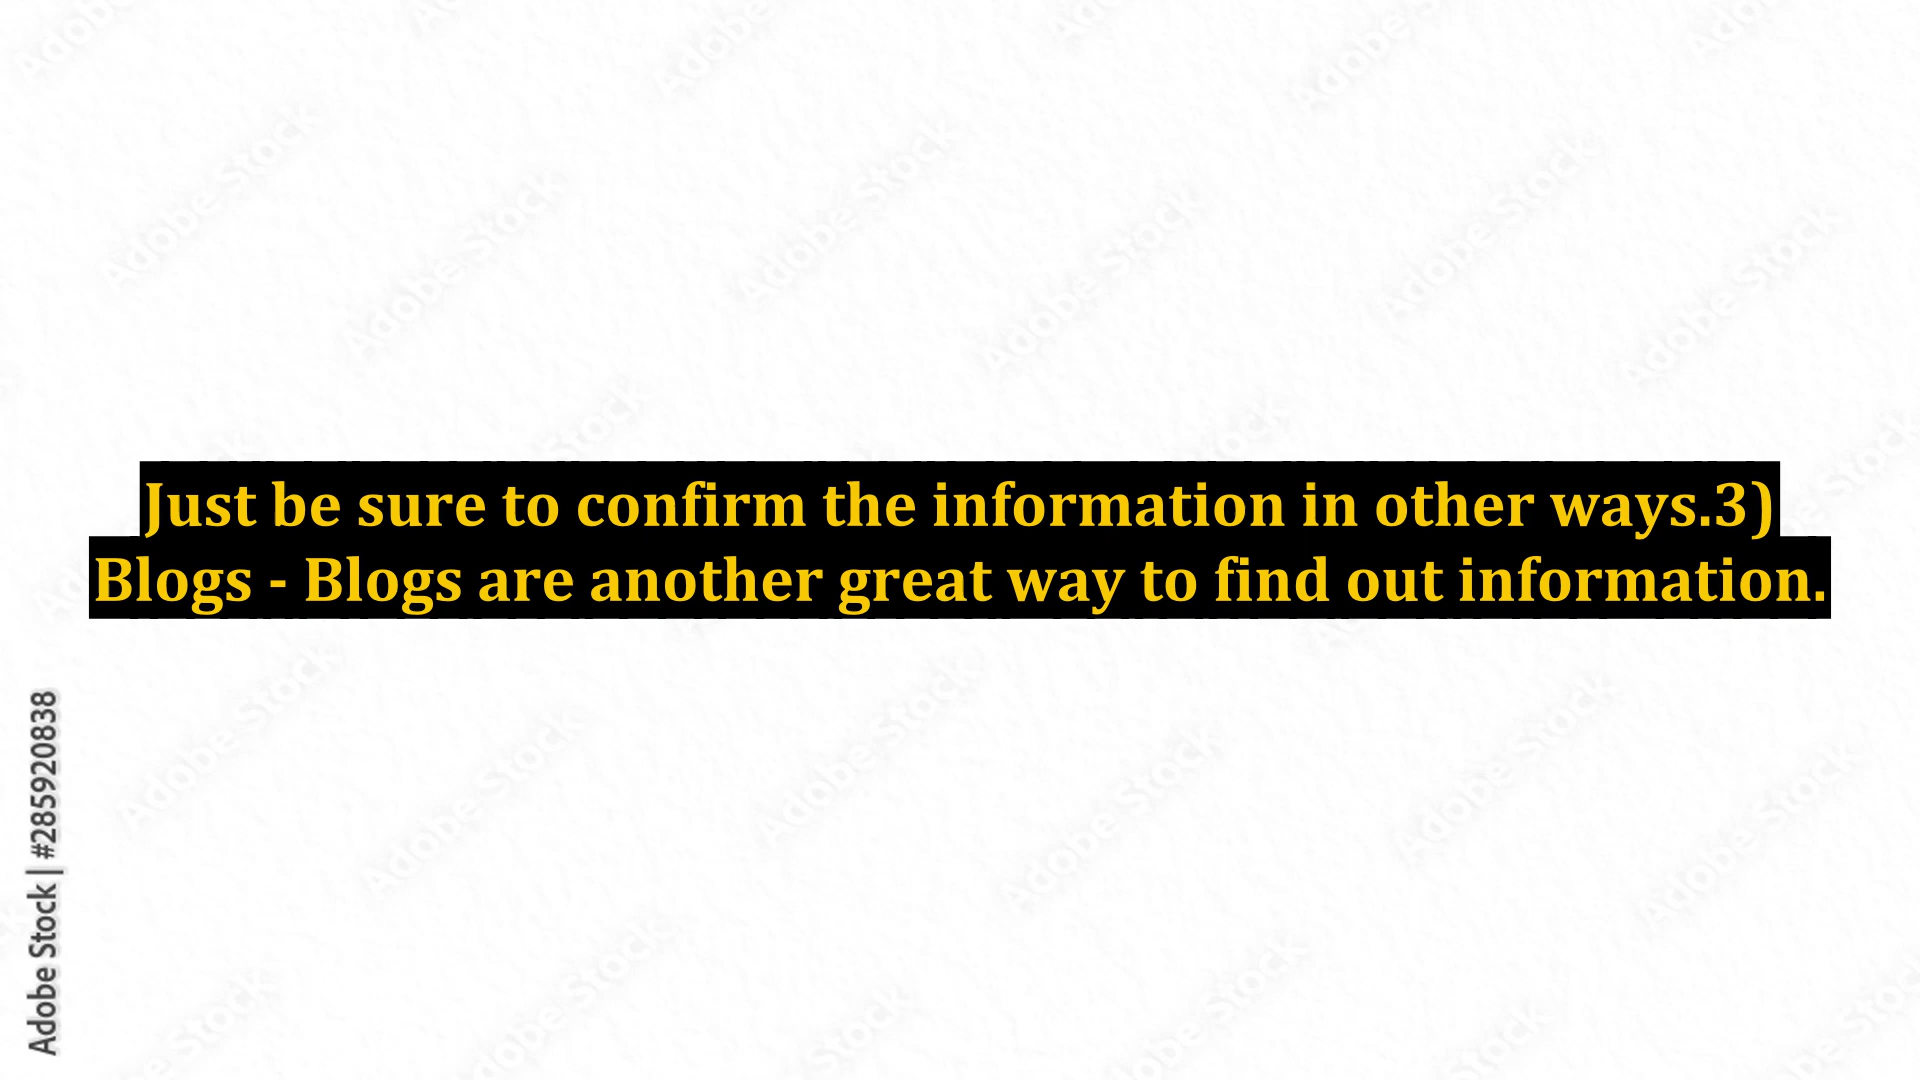 Just be sure to confirm the information in other ways.3)
Blogs - Blogs are another great way to find out information.
Adobe Stock | #285920838